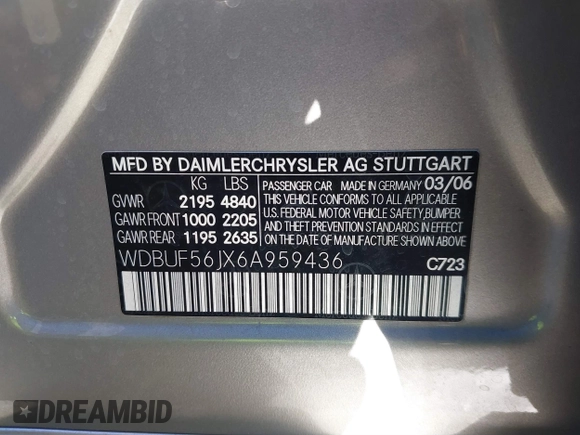 MFD BY DAIMLERCHRYSLER AG STUTTGART
KG LBS
GVWR 2195 4840
GAWR FRONT 1000 2205
GAWR REAR 1195 2635
PASSENGER CAR MADE IN GERMANY 03/06
THIS VEHICLE CONFORMS TO ALL APPLICABLE
U.S. FEDERAL MOTOR VEHICLE SAFETY, BUMPER
AND THEFT PREVENTION STANDARDS IN EFFECT
ON THE DATE OF MANUFACTURE SHOWN ABOVE.
WDBUF56JX6A959436
C723
DREAMBID